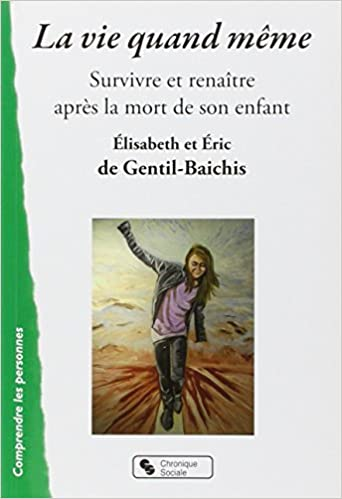 La vie quand même
Survivre et renaître
après la mort de son enfant
Élisabeth et Éric
de Gentil-Baichis
Comprendre les personnes
Chronique
Sociale